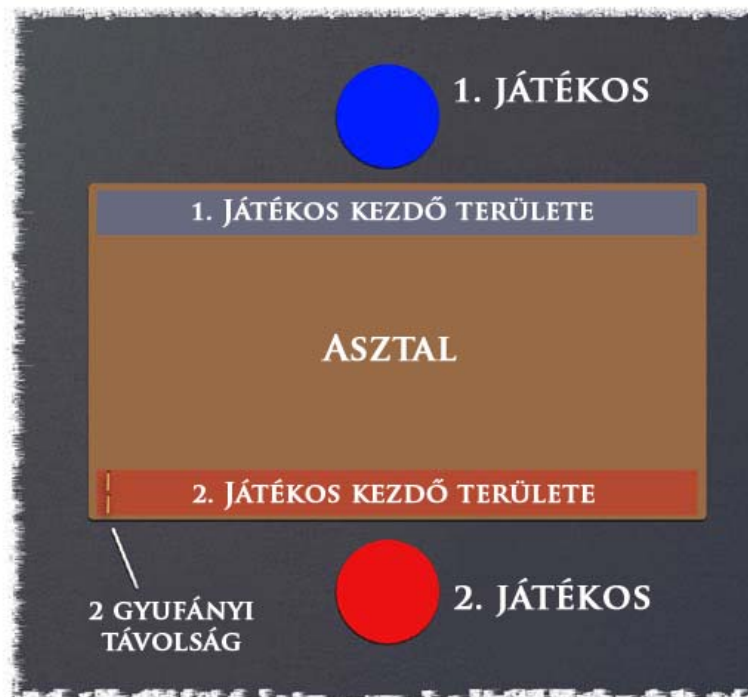 1. JÁTÉKOS
1. JÁTÉKOS KEZDŐ TERÜLETE
ASZTAL
2. JÁTÉKOS KEZDŐ TERÜLETE
2. JÁTÉKOS
2 GYUFÁNYI
TÁVOLSÁG